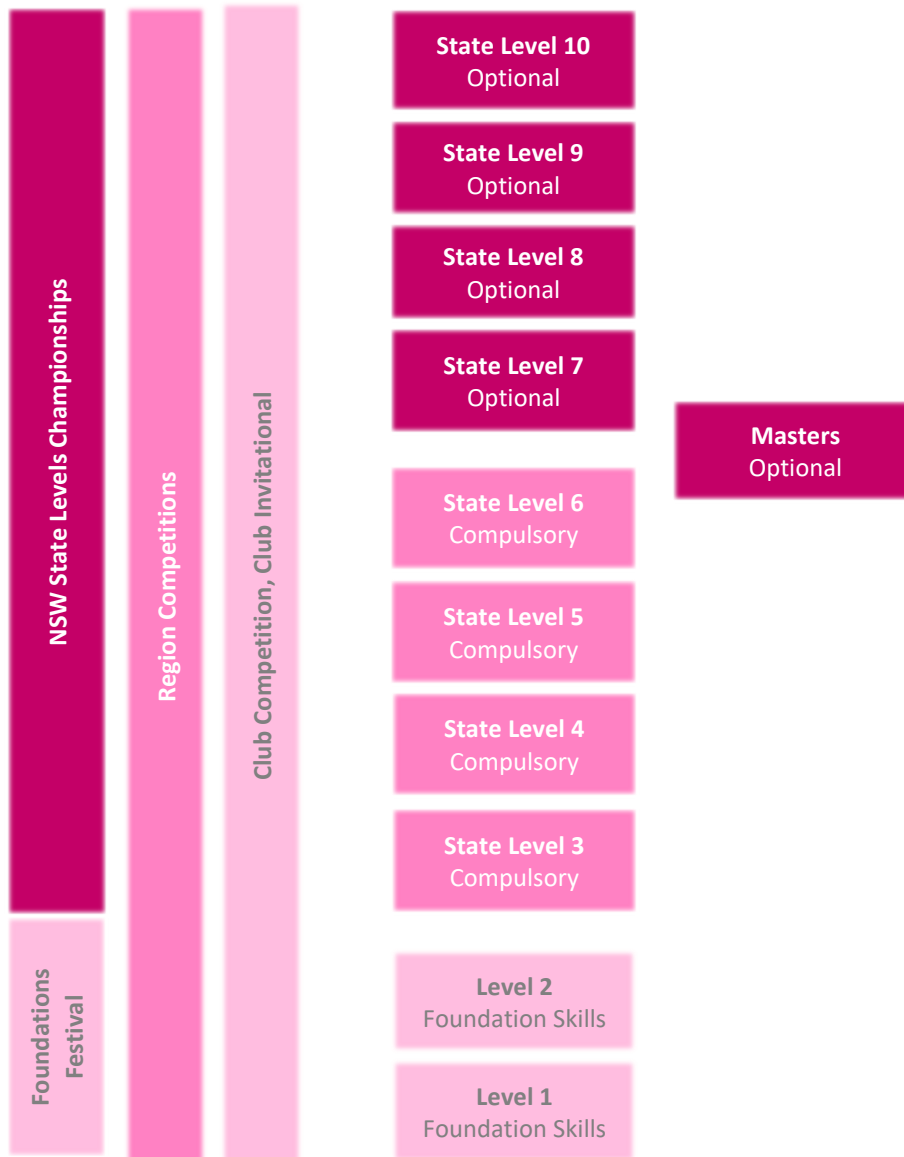 NSW State Levels Championships
Foundations
Festival
Region Competitions
Club Competition, Club Invitational
State Level 10
Optional
State Level 9
Optional
State Level 8
Optional
State Level 7
Optional
Masters
Optional
State Level 6
Compulsory
State Level 5
Compulsory
State Level 4
Compulsory
State Level 3
Compulsory
Level 2
Foundation Skills
Level 1
Foundation Skills